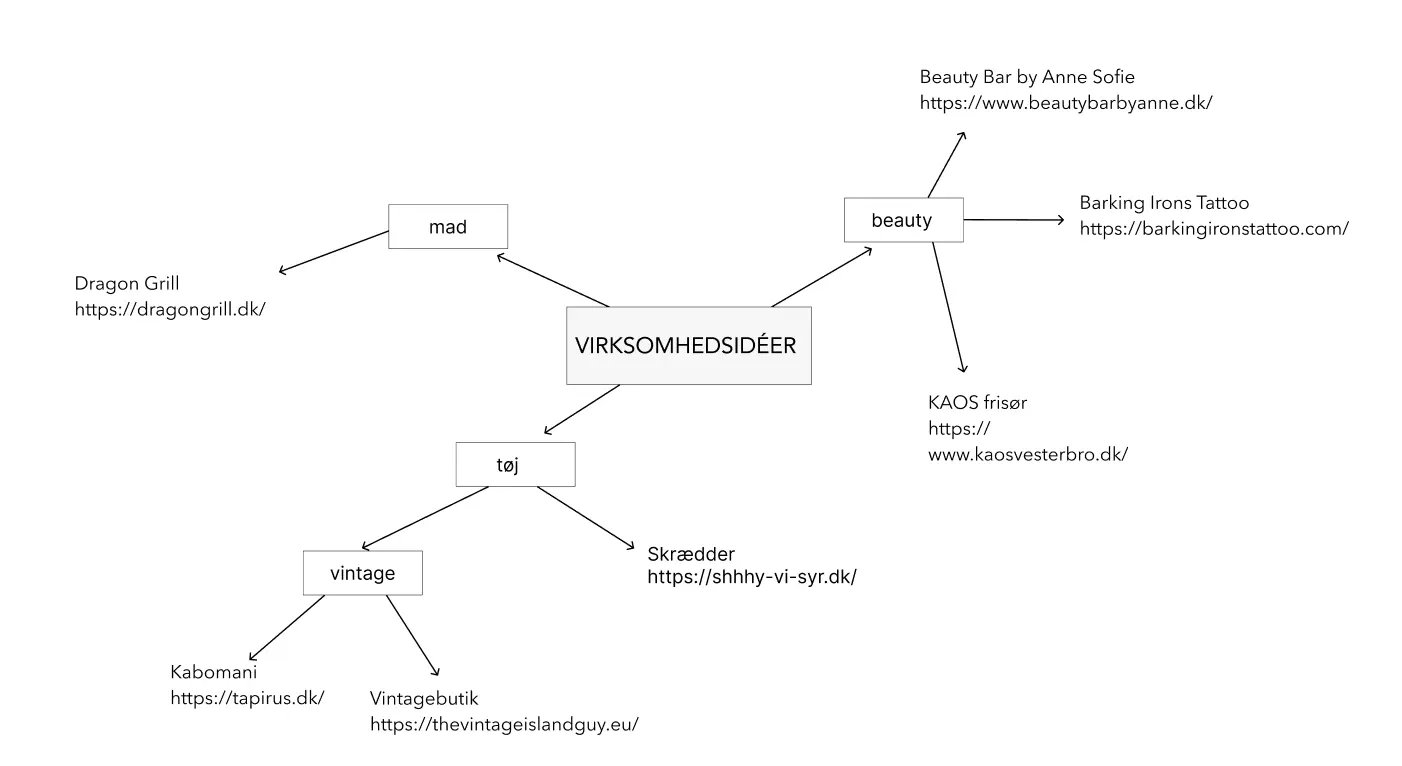 Beauty Bar by Anne Sofie
https://www.beautybarbyanne.dk/
mad
beauty
Barking Irons Tattoo
https://barkingironstattoo.com/
Dragon Grill
https://dragongrill.dk/
VIRKSOMHEDSIDÉER
KAOS frisør
https://
www.kaosvesterbro.dk/
tøj
vintage
Skrædder
https://shhhy-vi-syr.dk/
Kabomani
https://tapirus.dk/
Vintagebutik
https://thevintageislandguy.eu/